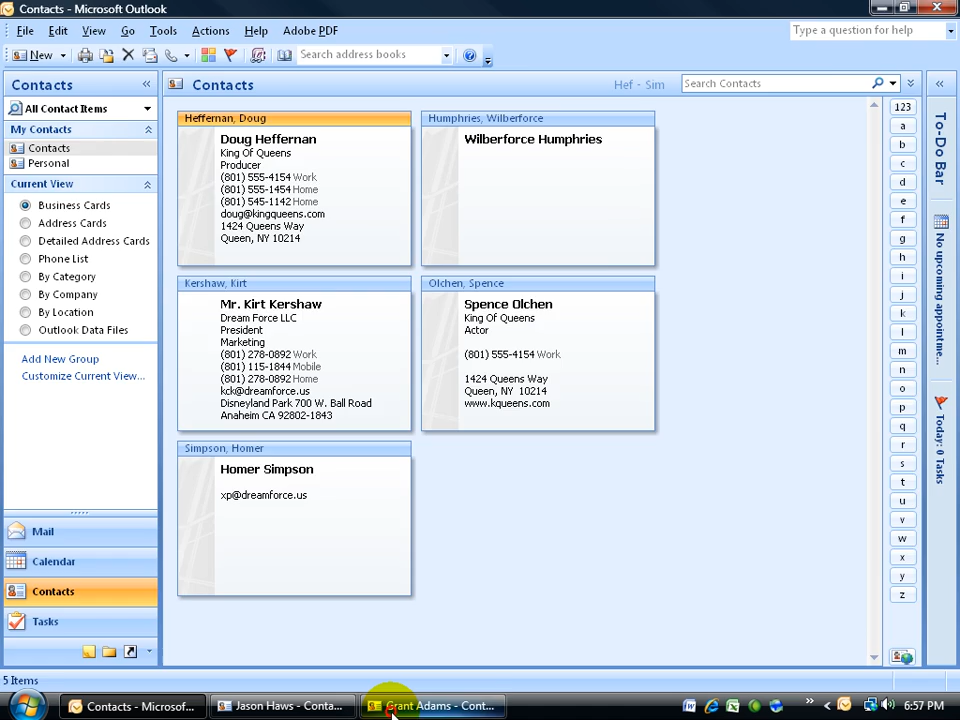 Contacts - Microsoft Outlook
File Edit View Go Tools Actions Help Adobe PDF
Type a question for help
New
Search address books
Contacts
«
Contacts
Hef - Sim
Search Contacts
«
All Contact Items
My Contacts
Contacts
Personal
Current View
Business Cards
Address Cards
Detailed Address Cards
Phone List
By Category
By Company
By Location
Outlook Data Files
Add New Group
Customize Current View...
Mail
Calendar
Contacts
Tasks
Heffernan, Doug
Doug Heffernan
King Of Queens
Producer
(801) 555-4154 Work
(801) 555-1454 Home
(801) 545-1142 Home
doug@kingqueens.com
1424 Queens Way
Queen, NY 10214
Humphries, Wilberforce
Wilberforce Humphries
Kershaw, Kirt
Mr. Kirt Kershaw
Dream Force LLC
President
Marketing
(801) 278-0892 Work
(801) 115-1844 Mobile
(801) 278-0892 Home
kck@dreamforce.us
Disneyland Park 700 W. Ball Road
Anaheim CA 92802-1843
Olchen, Spence
Spence Olchen
King Of Queens
Actor
(801) 555-4154 Work
1424 Queens Way
Queen, NY 10214
www.kqueens.com
Simpson, Homer
Homer Simpson
xp@dreamforce.us
123
a
b
c
d
e
f
g
h
i
j
k
l
m
n
o
p
q
r
s
t
u
v
w
x
y
z
To-Do Bar
No upcoming appointme...
Today: 0 Tasks
5 Items
Contacts - Microsof...
Jason Haws - Conta...
Grant Adams - Cont...
»
6:57 PM